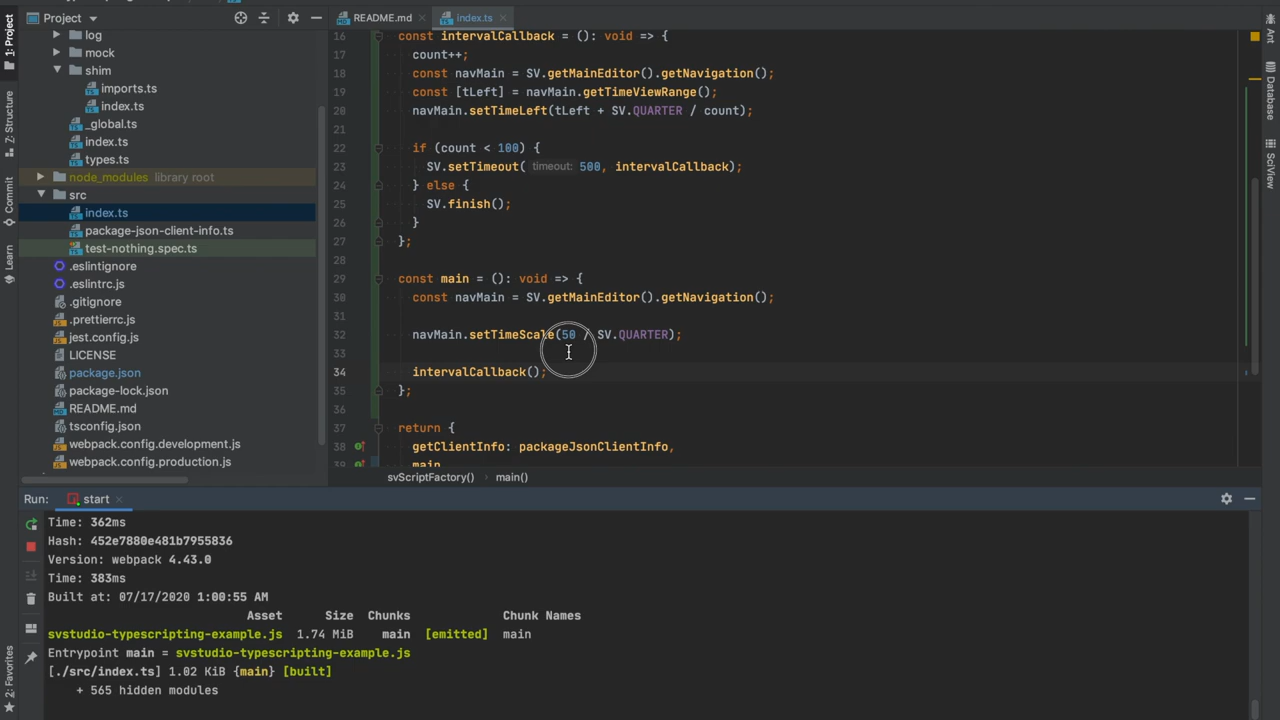 Project
README.md
index.ts
1: Project
Z: Structure
Commit
Learn
2: Favorites
Ant
Database
SciView
log
mock
shim
imports.ts
index.ts
_global.ts
index.ts
types.ts
node_modules library root
src
index.ts
package-json-client-info.ts
test-nothing.spec.ts
.eslintignore
.eslintrc.js
.gitignore
.prettierrc.js
jest.config.js
LICENSE
package.json
package-lock.json
README.md
tsconfig.json
webpack.config.development.js
webpack.config.production.js
16 const intervalCallback = (): void => {
17 count++;
18 const navMain = SV.getMainEditor().getNavigation();
19 const [tLeft] = navMain.getTimeViewRange();
20 navMain.setTimeLeft(tLeft + SV.QUARTER / count);
21
22 if (count < 100) {
23 SV.setTimeout( timeout: 500, intervalCallback);
24 } else {
25 SV.finish();
26 }
27 };
28
29 const main = (): void => {
30 const navMain = SV.getMainEditor().getNavigation();
31
32 navMain.setTimeScale(50 / SV.QUARTER);
33
34 intervalCallback();
35 };
36
37 return {
38 getClientInfo: packageJsonClientInfo,
39 main
svScriptFactory() › main()
Run: start
Time: 362ms
Hash: 452e7880e481b7955836
Version: webpack 4.43.0
Time: 383ms
Built at: 07/17/2020 1:00:55 AM
Asset Size Chunks Chunk Names
svstudio-typescripting-example.js 1.74 MiB main [emitted] main
Entrypoint main = svstudio-typescripting-example.js
[./src/index.ts] 1.02 KiB {main} [built]
+ 565 hidden modules